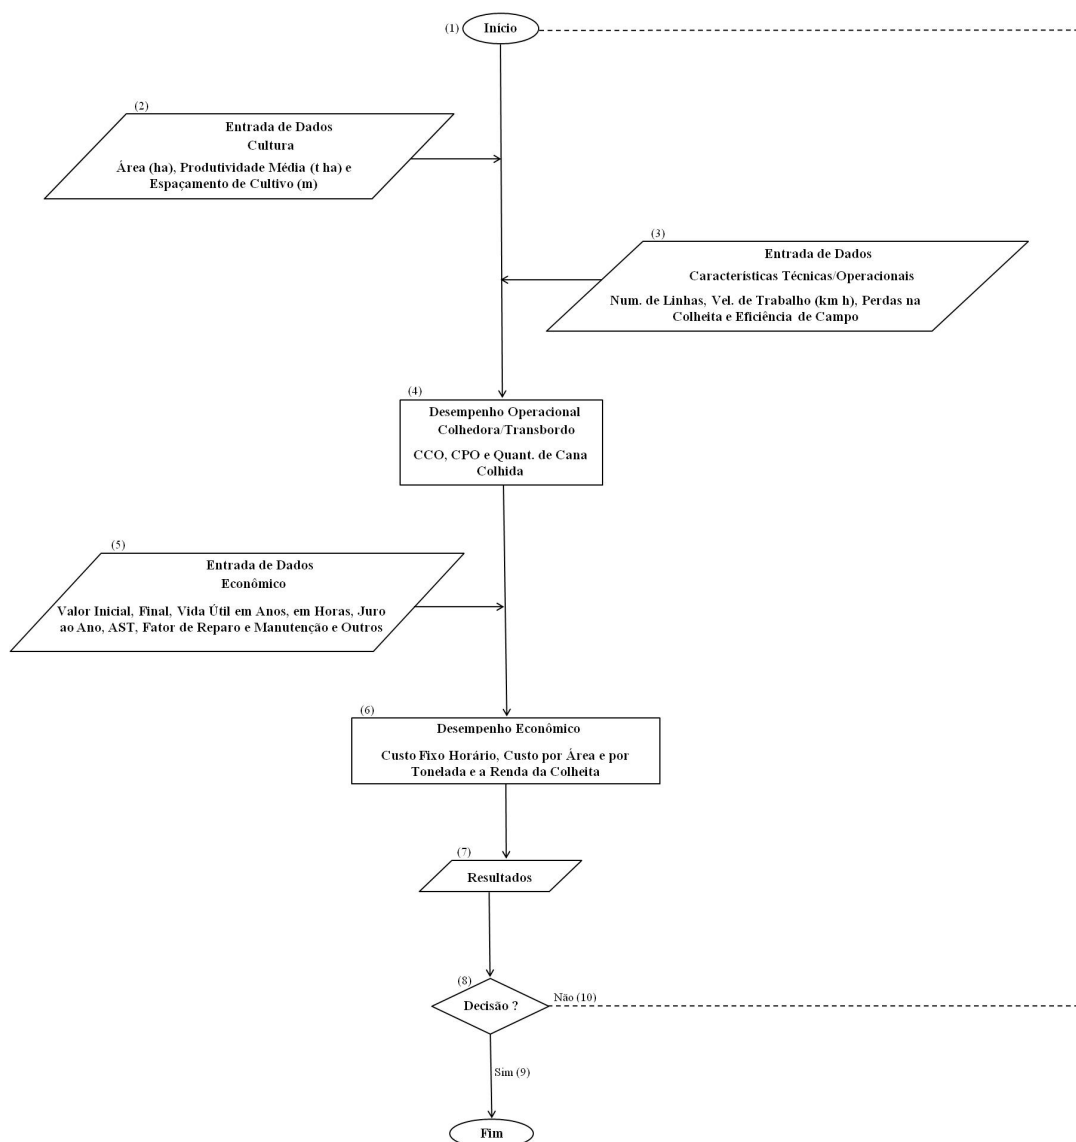 (1)
Início
(2)
Entrada de Dados
Cultura
Área (ha), Produtividade Média (t ha) e
Espaçamento de Cultivo (m)
(3)
Entrada de Dados
Características Técnicas/Operacionais
Num. de Linhas, Vel. de Trabalho (km h), Perdas na
Colheita e Eficiência de Campo
(4)
Desempenho Operacional
Colhedora/Transbordo
CCO, CPO e Quant. de Cana
Colhida
(5)
Entrada de Dados
Econômico
Valor Inicial, Final, Vida Útil em Anos, em Horas, Juro
ao Ano, AST, Fator de Reparo e Manutenção e Outros
(6)
Desempenho Econômico
Custo Fixo Horário, Custo por Área e por
Tonelada e a Renda da Colheita
(7)
Resultados
(8)
Decisão ?
Não (10)
Sim (9)
Fim